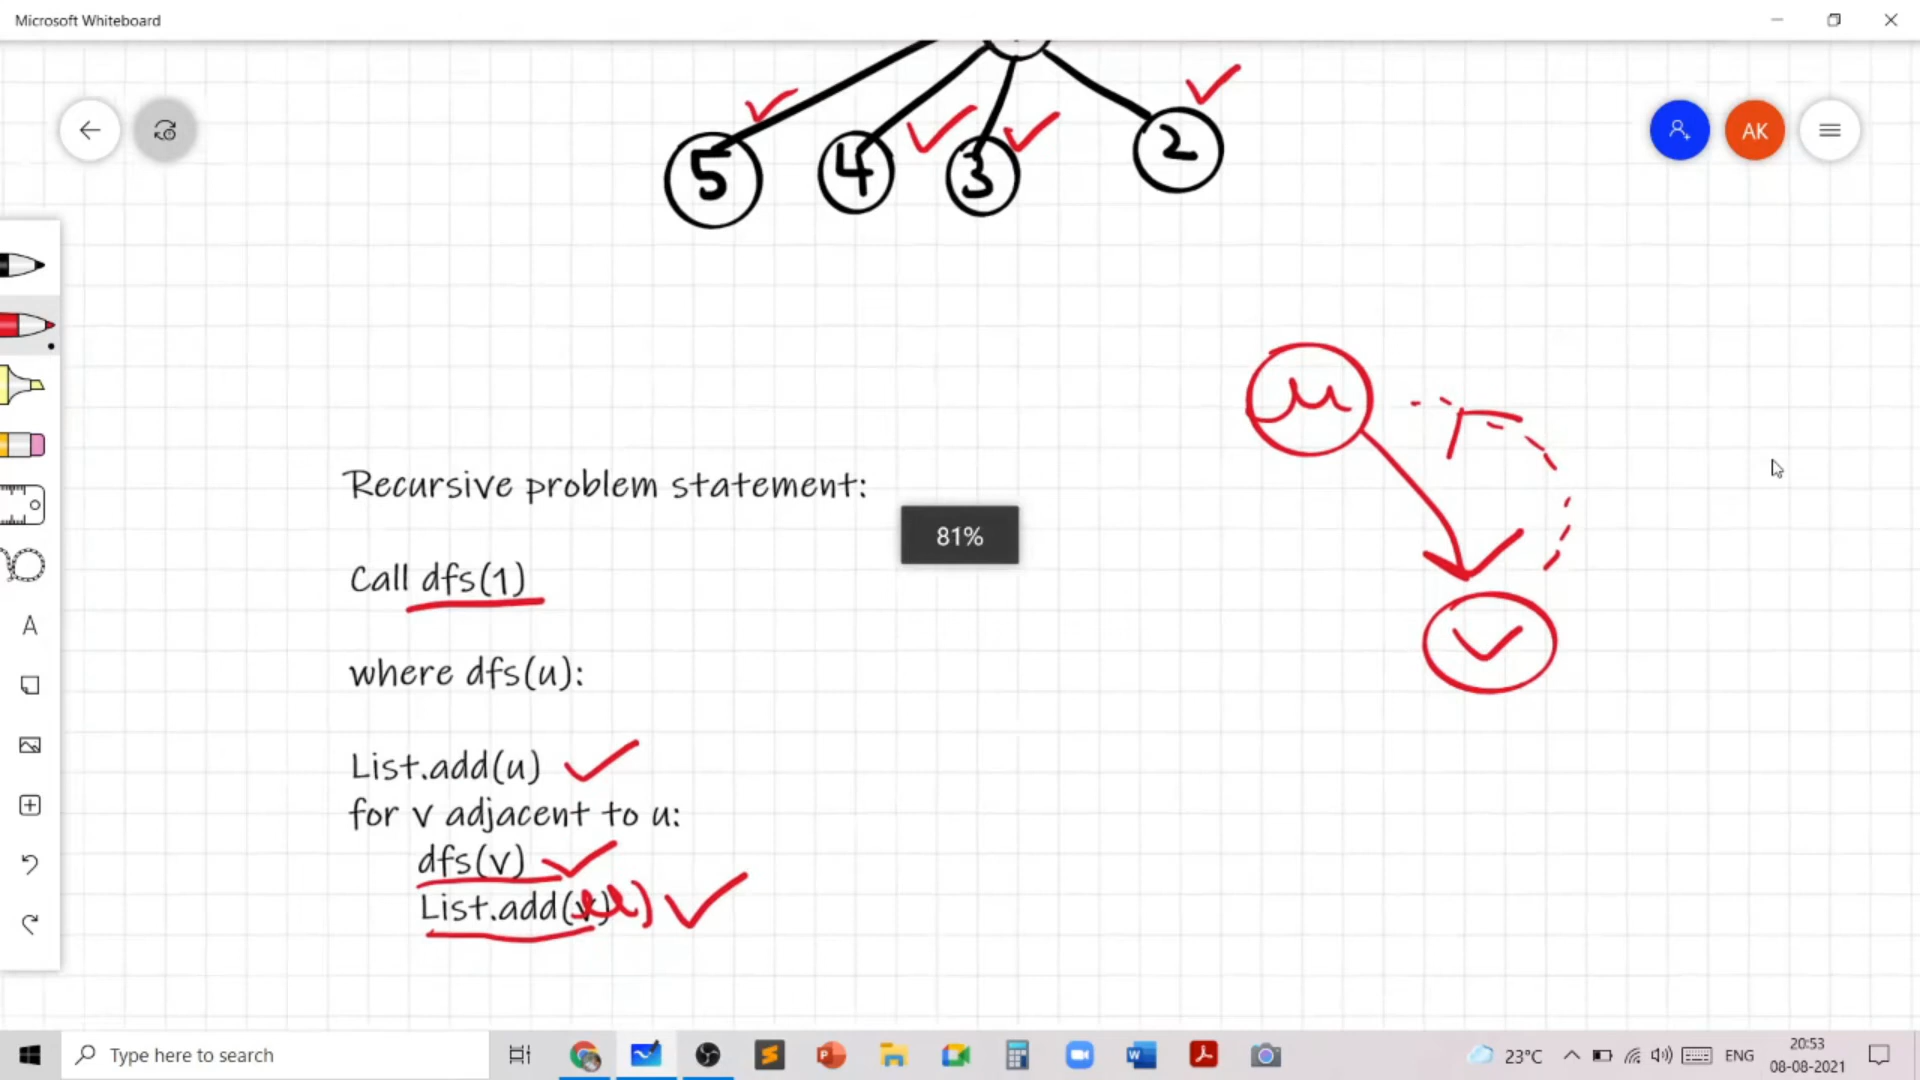 Microsoft Whiteboard
AK
5
4
3
2
u
Recursive problem statement:
81%
Call dfs(1)
where dfs(u):
v
List.add(u)
for v adjacent to u:
dfs(v)
List.add(v)u)
A
Type here to search
23°C
ENG
20:53
08-08-2021